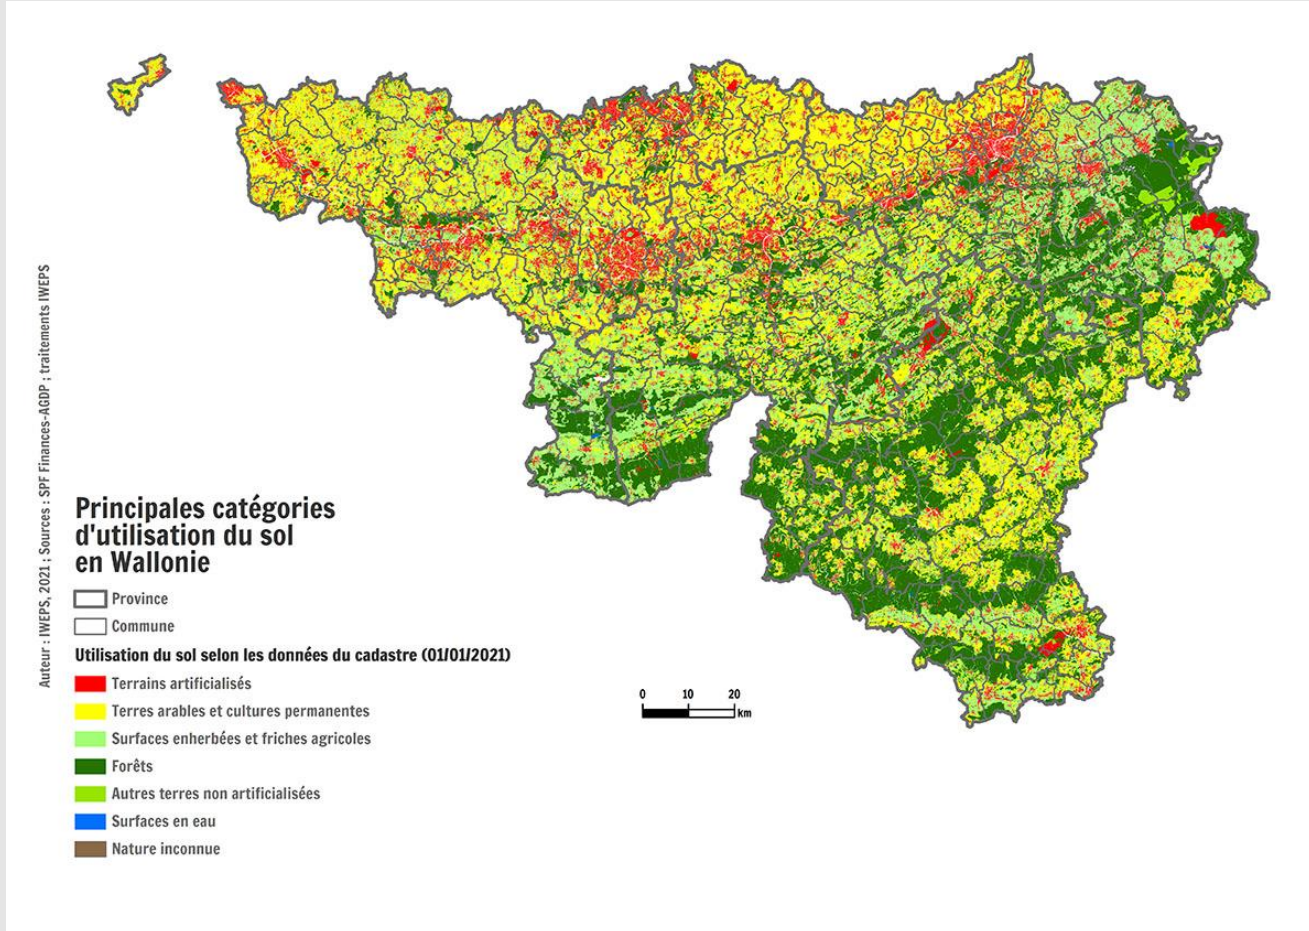 Auteur : IWEPS, 2021 ; Sources : SPF Finances-AGDP ; traitements IWEPS
Principales catégories
d'utilisation du sol
en Wallonie
Province
Commune
Utilisation du sol selon les données du cadastre (01/01/2021)
Terrains artificialisés
Terres arables et cultures permanentes
Surfaces enherbées et friches agricoles
Forêts
Autres terres non artificialisées
Surfaces en eau
Nature inconnue
0 10 20
km